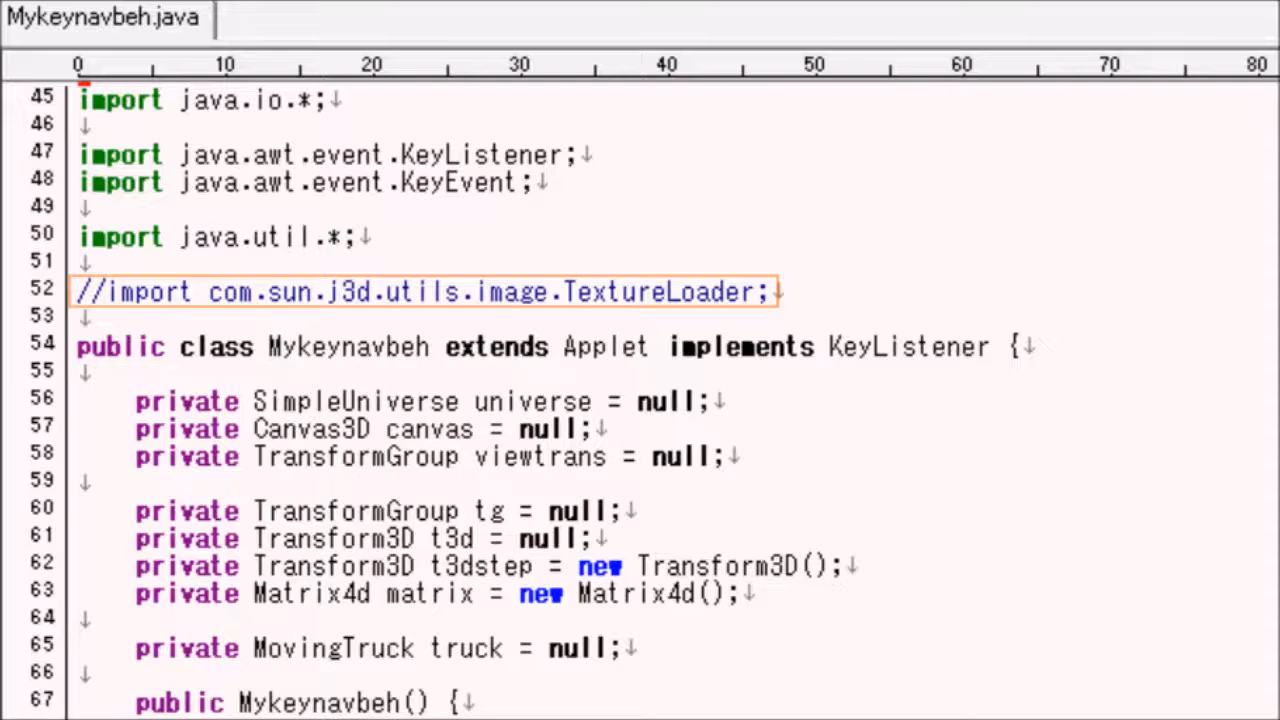 Mykeynavbeh.java
0 10 20 30 40 50 60 70 80
45 import java.io.*;↓
46 ↓
47 import java.awt.event.KeyListener;↓
48 import java.awt.event.KeyEvent;↓
49 ↓
50 import java.util.*;↓
51 ↓
52 //import com.sun.j3d.utils.image.TextureLoader;↓
53 ↓
54 public class Mykeynavbeh extends Applet implements KeyListener {↓
55 ↓
56 private SimpleUniverse universe = null;↓
57 private Canvas3D canvas = null;↓
58 private TransformGroup viewtrans = null;↓
59 ↓
60 private TransformGroup tg = null;↓
61 private Transform3D t3d = null;↓
62 private Transform3D t3dstep = new Transform3D();↓
63 private Matrix4d matrix = new Matrix4d();↓
64 ↓
65 private MovingTruck truck = null;↓
66 ↓
67 public Mykeynavbeh() {↓